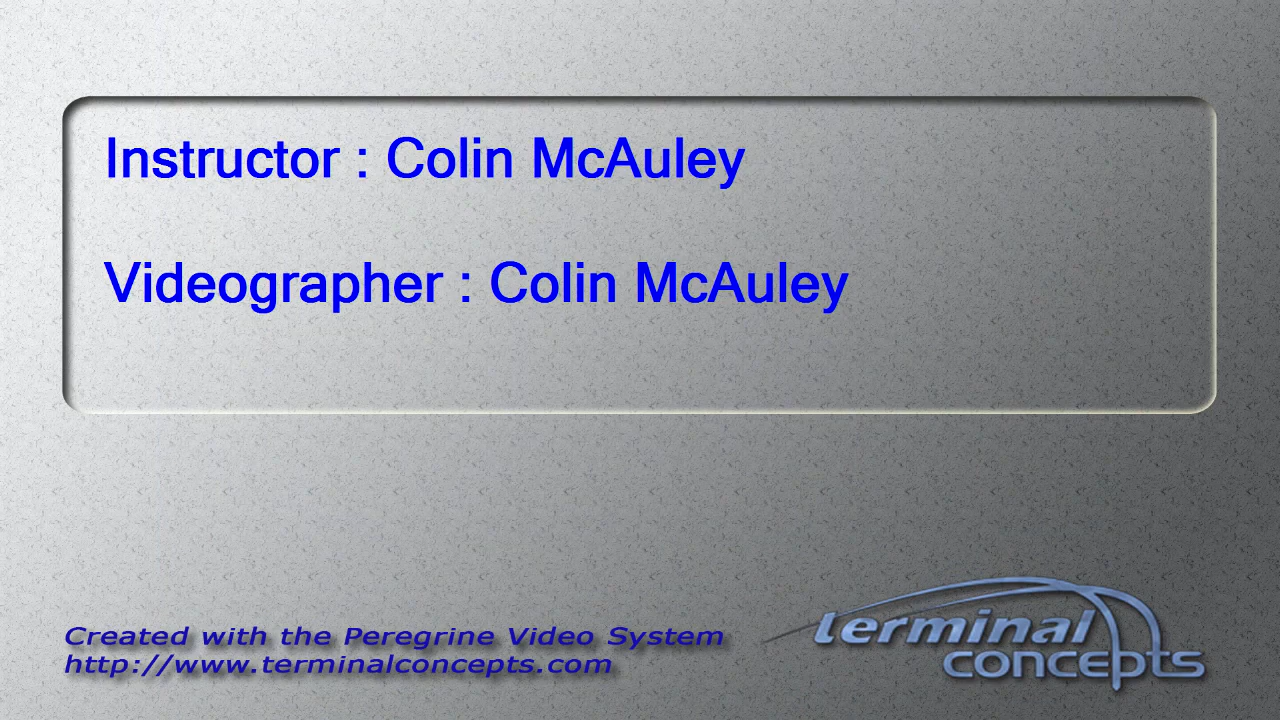 Instructor : Colin McAuley
Videographer : Colin McAuley
Created with the Peregrine Video System
http://www.terminalconcepts.com
terminal
concepts